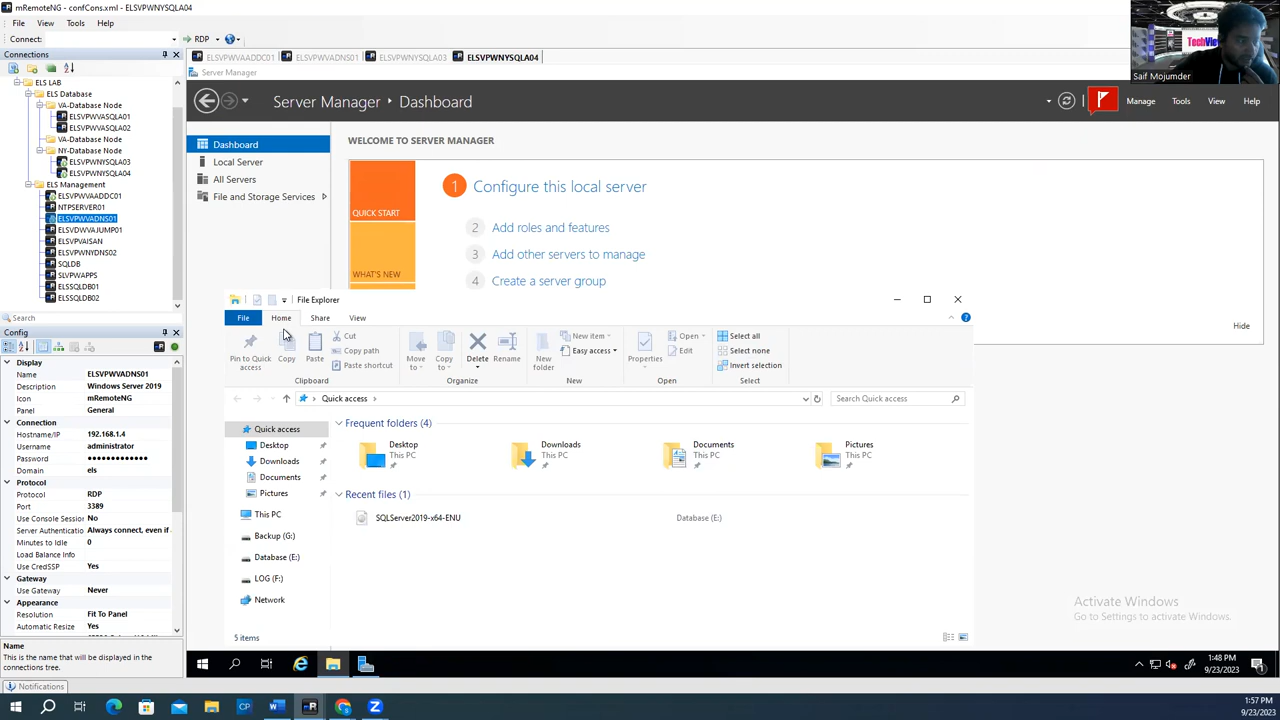 mRemoteNG - confCons.xml - ELSVPWNYSQLA04
File View Tools Help
Connect: RDP
Connections
ELSVPWVAADDC01 ELSVPWVADNS01 ELSVPWNYSQLA03 ELSVPWNYSQLA04
Server Manager
TechVie
Saif Mojumder
ELS LAB
ELS Database
VA-Database Node
ELSVPWVASQLA01
ELSVPWVASQLA02
VA-Database Node
NY-Database Node
ELSVPWNYSQLA03
ELSVPWNYSQLA04
ELS Management
ELSVPWVAADDC01
NTPSERVER01
ELSVPWVADNS01
ELSVDWVAJUMP01
ELSVPVAISAN
ELSVPWNYDNS02
SQLDB
SLVPWAPPS
ELSSQLDB01
ELSSQLDB02
Search
Config
Display
Name ELSVPWVADNS01
Description Windows Server 2019
Icon mRemoteNG
Panel General
Connection
Hostname/IP 192.168.1.4
Username administrator
Password ●●●●●●●●●●●●●
Domain els
Protocol
Protocol RDP
Port 3389
Use Console Session No
Server Authentication Always connect, even if
Minutes to Idle 0
Load Balance Info
Use CredSSP Yes
Gateway
Use Gateway Never
Appearance
Resolution Fit To Panel
Automatic Resize Yes
Name
This is the name that will be displayed in the
connections tree.
Notifications
Server Manager ▸ Dashboard
Manage Tools View Help
Dashboard
Local Server
All Servers
File and Storage Services
WELCOME TO SERVER MANAGER
QUICK START
WHAT'S NEW
1 Configure this local server
2 Add roles and features
3 Add other servers to manage
4 Create a server group
Hide
File Explorer
File Home Share View
Pin to Quick access
Copy
Paste
Cut
Copy path
Paste shortcut
Clipboard
Move to
Copy to
Delete
Rename
Organize
New folder
New item
Easy access
New
Properties
Open
Edit
Open
Select all
Select none
Invert selection
Select
Quick access
Search Quick access
Quick access
Desktop
Downloads
Documents
Pictures
This PC
Backup (G:)
Database (E:)
LOG (F:)
Network
Frequent folders (4)
Desktop
This PC
Downloads
This PC
Documents
This PC
Pictures
This PC
Recent files (1)
SQLServer2019-x64-ENU Database (E:)
5 items
Activate Windows
Go to Settings to activate Windows.
1:48 PM
9/23/2023
1:57 PM
9/23/2023